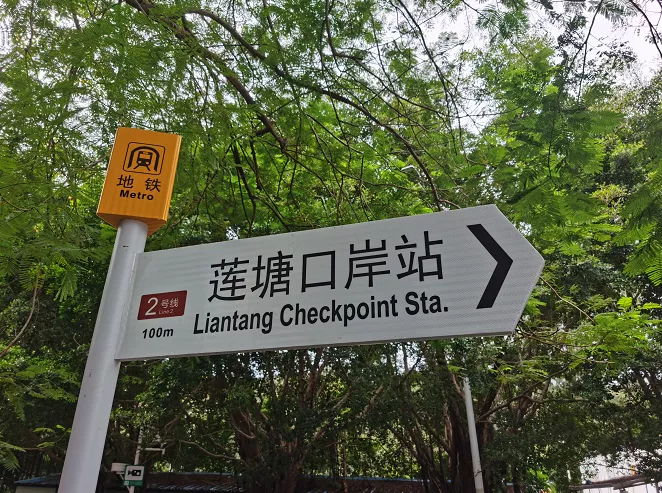 地铁
Metro
莲塘口岸站
2号线
Line 2
Liantang Checkpoint Sta.
100m